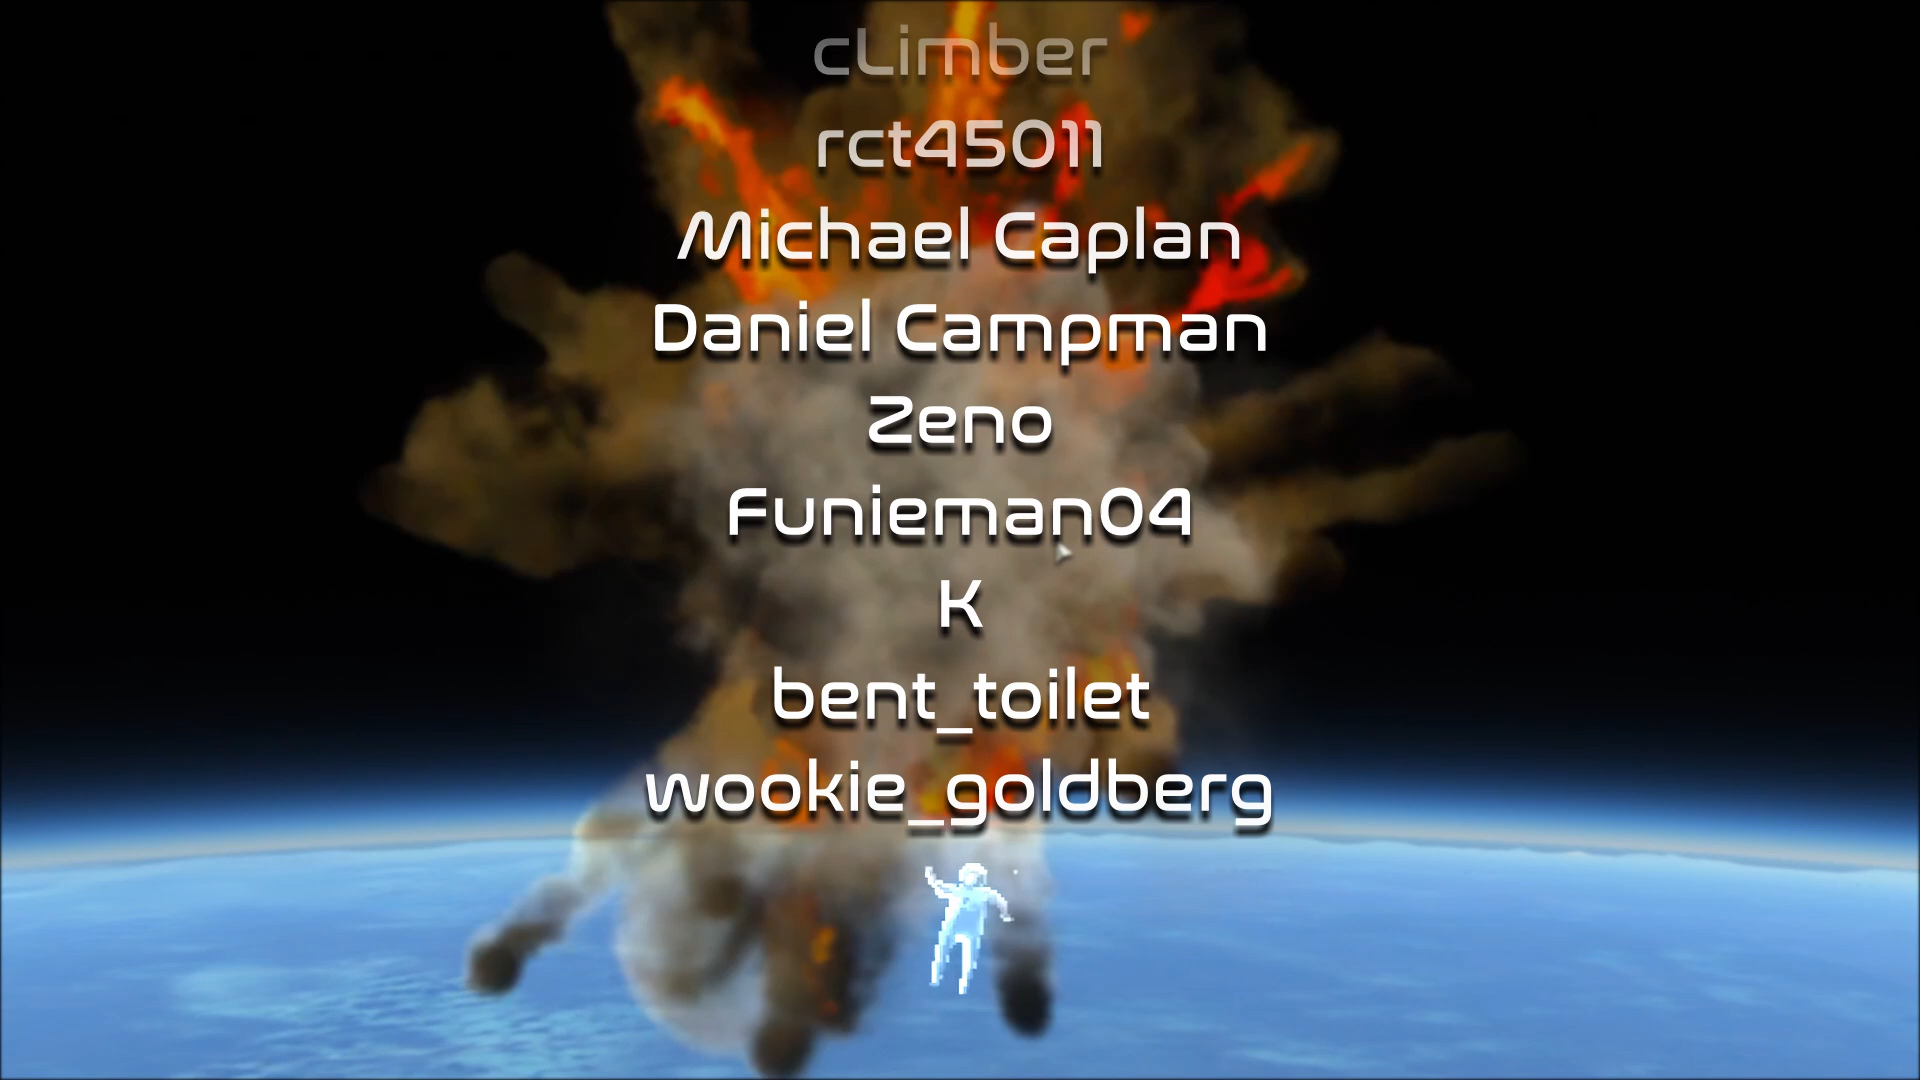 cLimber
rct45011
Michael Caplan
Daniel Campman
Zeno
Funieman04
K
bent_toilet
wookie_goldberg